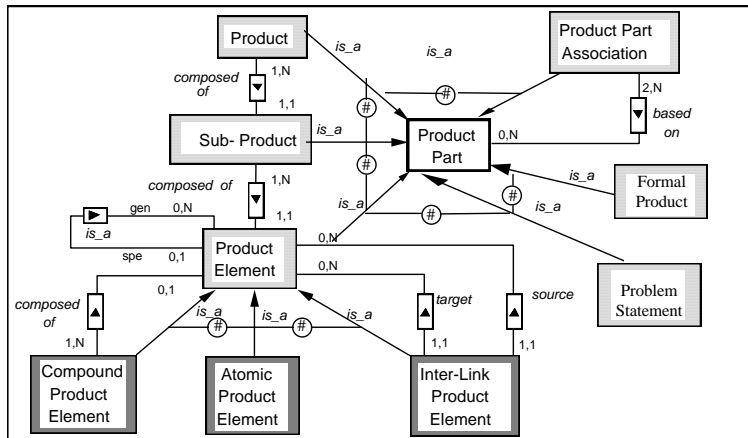 Product
is_a
is_a
Product Part
Association
composed
of
1,N
1,1
#
#
2,N
based
on
Sub- Product
is_a
Product
Part
0,N
#
composed of
1,N
1,1
is_a
#
#
is_a
Formal
Product
gen
0,N
is_a
spe
0,1
Product
Element
0,N
0,N
is_a
Problem
Statement
composed
of
0,1
1,N
is_a
#
is_a
#
is_a
target
1,1
source
1,1
Compound
Product
Element
Atomic
Product
Element
Inter-Link
Product
Element